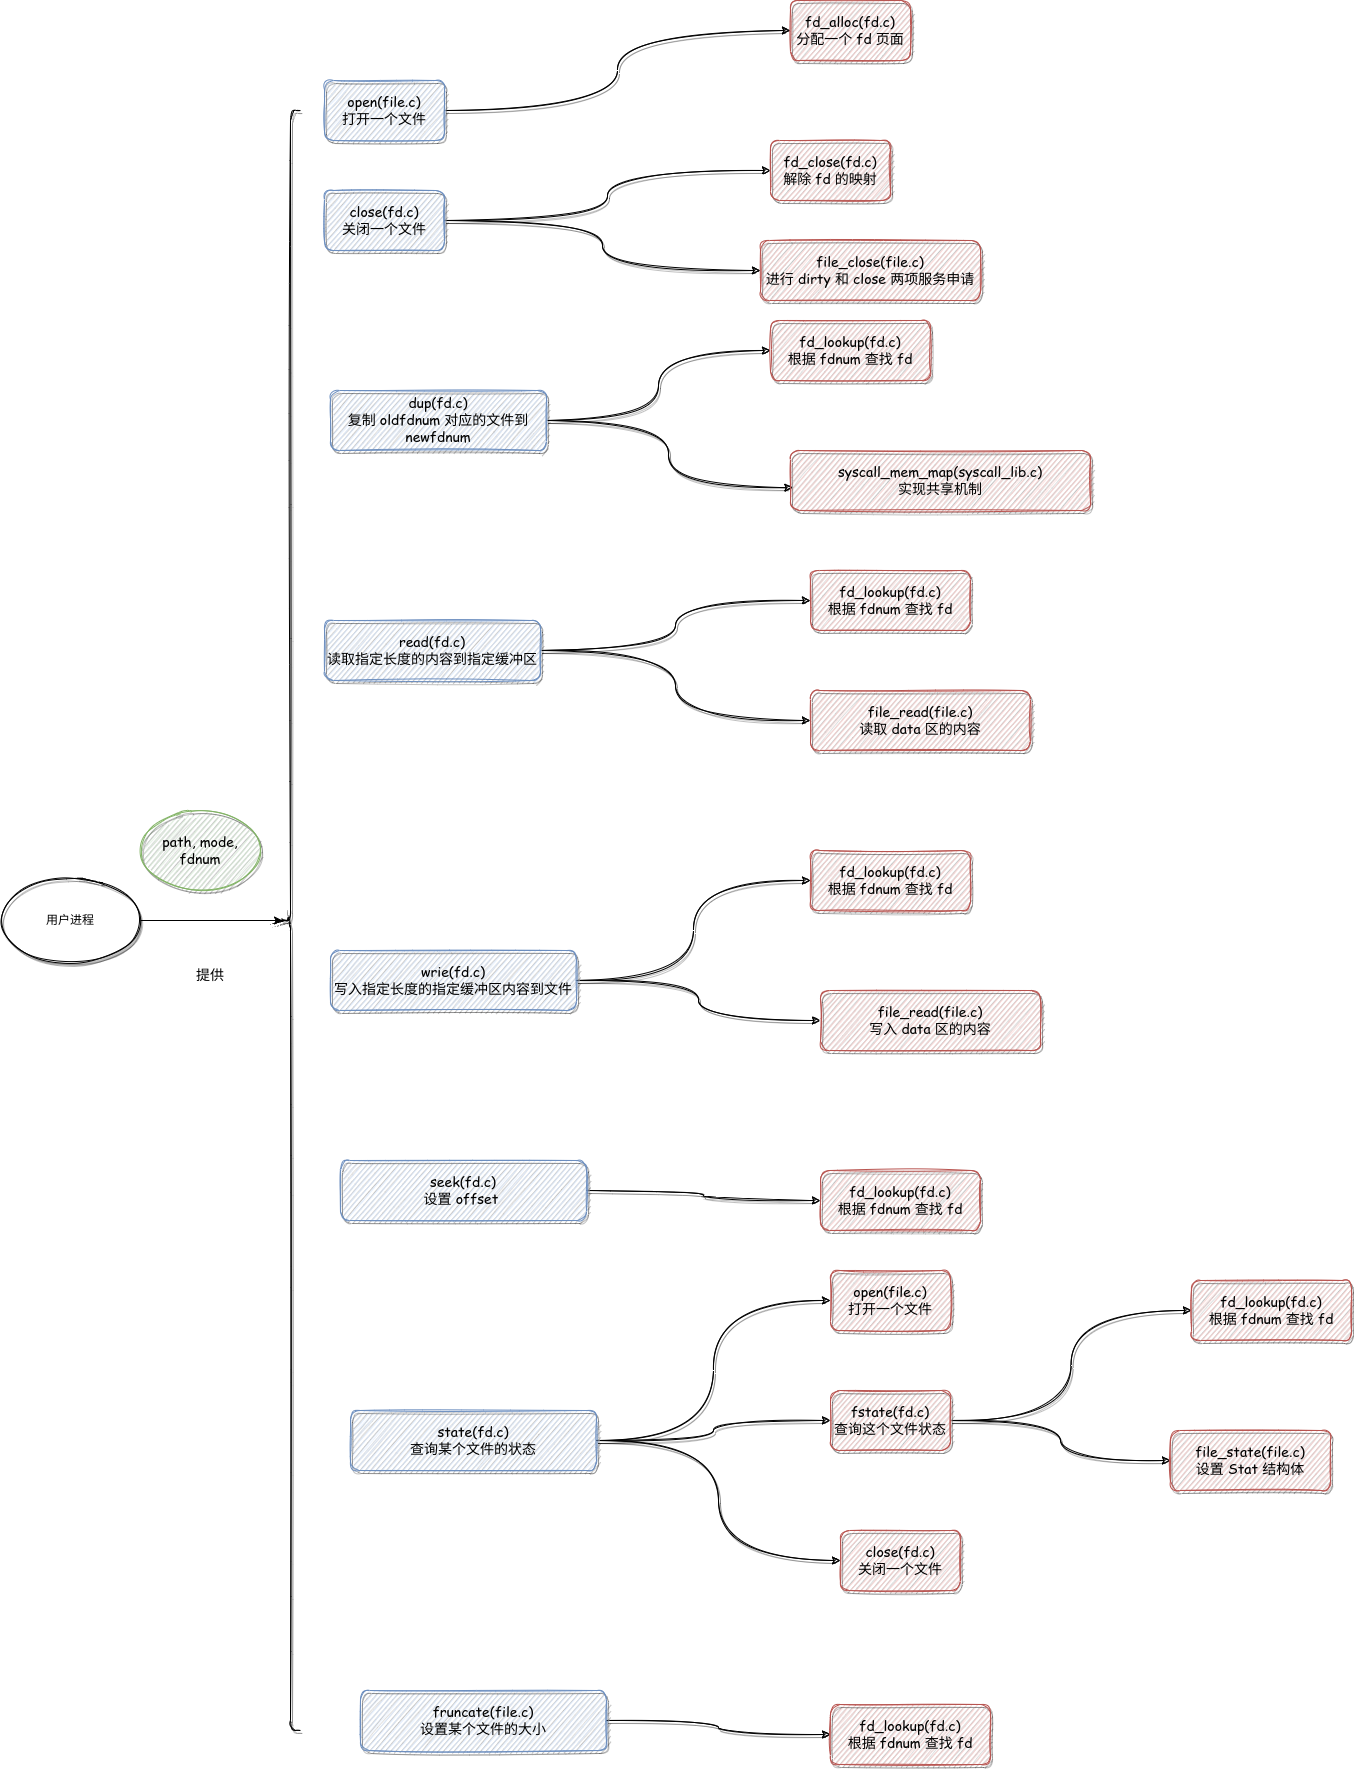 fd_alloc(fd.c)
分配一个 fd 页面
open(file.c)
打开一个文件
fd_close(fd.c)
解除 fd 的映射
close(fd.c)
关闭一个文件
file_close(file.c)
进行 dirty 和 close 两项服务申请
fd_lookup(fd.c)
根据 fdnum 查找 fd
dup(fd.c)
复制 oldfdnum 对应的文件到
newfdnum
syscall_mem_map(syscall_lib.c)
实现共享机制
fd_lookup(fd.c)
根据 fdnum 查找 fd
read(fd.c)
读取指定长度的内容到指定缓冲区
file_read(file.c)
读取 data 区的内容
path, mode,
fdnum
用户进程
提供
fd_lookup(fd.c)
根据 fdnum 查找 fd
wrie(fd.c)
写入指定长度的指定缓冲区内容到文件
file_read(file.c)
写入 data 区的内容
seek(fd.c)
设置 offset
fd_lookup(fd.c)
根据 fdnum 查找 fd
open(file.c)
打开一个文件
fd_lookup(fd.c)
根据 fdnum 查找 fd
state(fd.c)
查询某个文件的状态
fstate(fd.c)
查询这个文件状态
file_state(file.c)
设置 Stat 结构体
close(fd.c)
关闭一个文件
fruncate(file.c)
设置某个文件的大小
fd_lookup(fd.c)
根据 fdnum 查找 fd